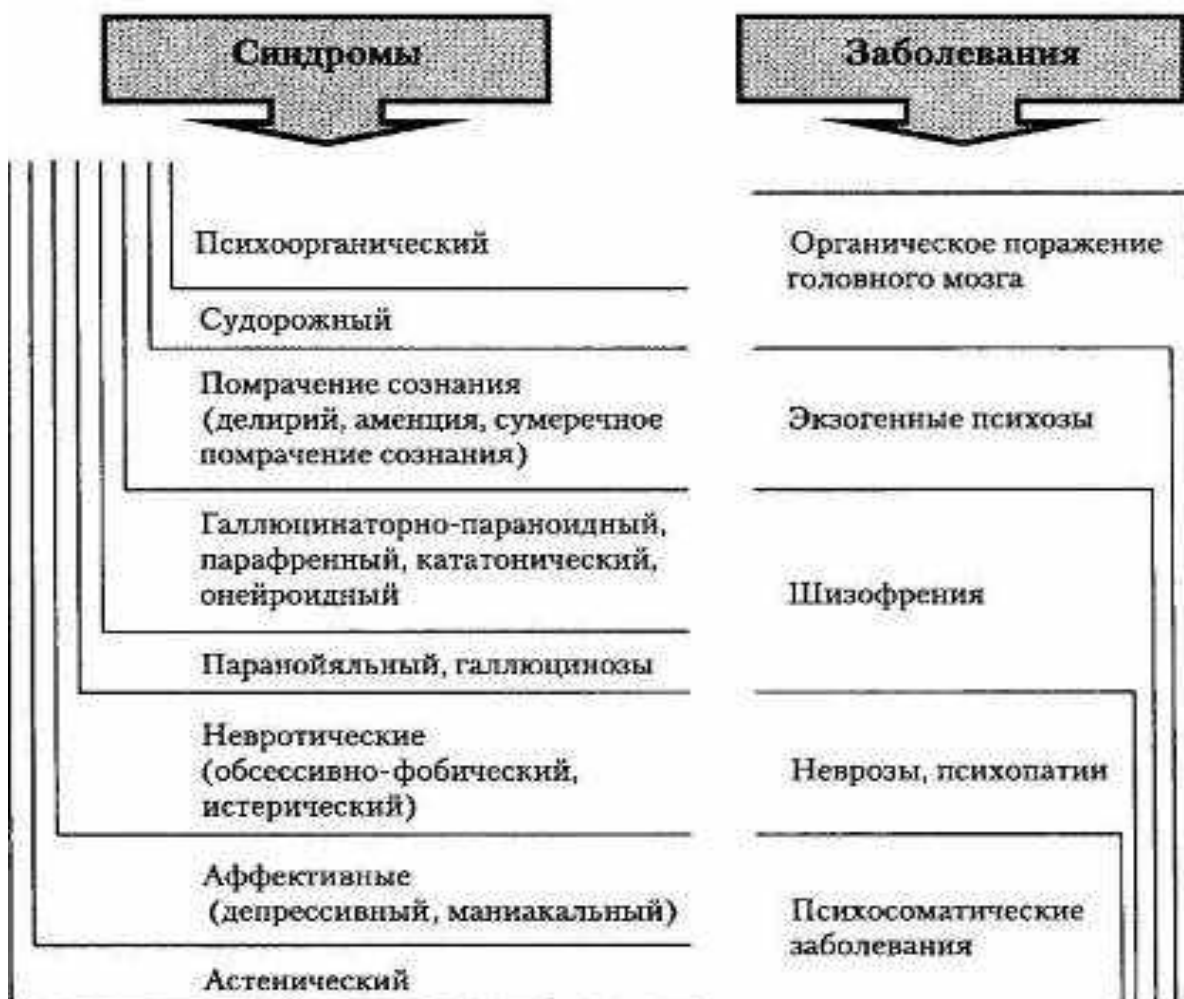 Синдромы
Заболевания
Психоорганический
Органическое поражение
головного мозга
Судорожный
Помрачение сознания
(делирий, аменция, сумеречное
помрачение сознания)
Экзогенные психозы
Галлюцинаторно-параноидный,
парафренный, кататонический,
онейроидный
Шизофрения
Паранойяльный, галлюцинозы
Невротические
(обсессивно-фобический,
истерический)
Неврозы, психопатии
Аффективные
(депрессивный, маниакальный)
Психосоматические
заболевания
Астенический